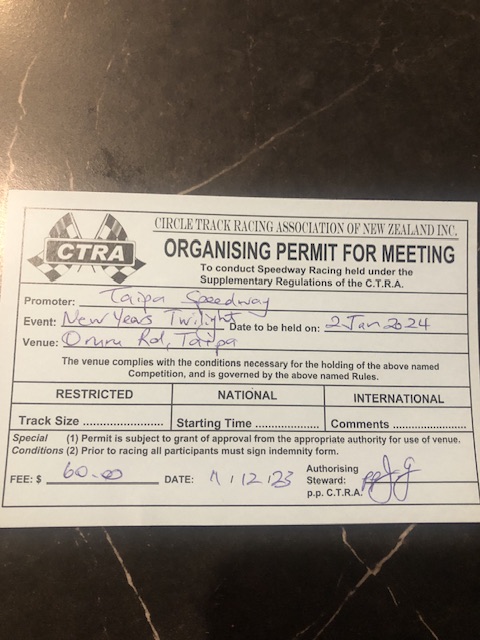 CTRA
CIRCLE TRACK RACING ASSOCIATION OF NEW ZEALAND INC.
ORGANISING PERMIT FOR MEETING
To conduct Speedway Racing held under the
Supplementary Regulations of the C.T.R.A.
Promoter: Taipa Speedway
Event: New Years Twilight Date to be held on: 2 Jan 2024
Venue: Oruru Rd, Taipa
The venue complies with the conditions necessary for the holding of the above named
Competition, and is governed by the above named Rules.
RESTRICTED NATIONAL INTERNATIONAL
Track Size .................... Starting Time .................... Comments ....................
Special (1) Permit is subject to grant of approval from the appropriate authority for use of venue.
Conditions (2) Prior to racing all participants must sign indemnity form.
FEE: $ 60.00 DATE: 11 / 12 / 23 Authorising
Steward:
p.p. C.T.R.A.